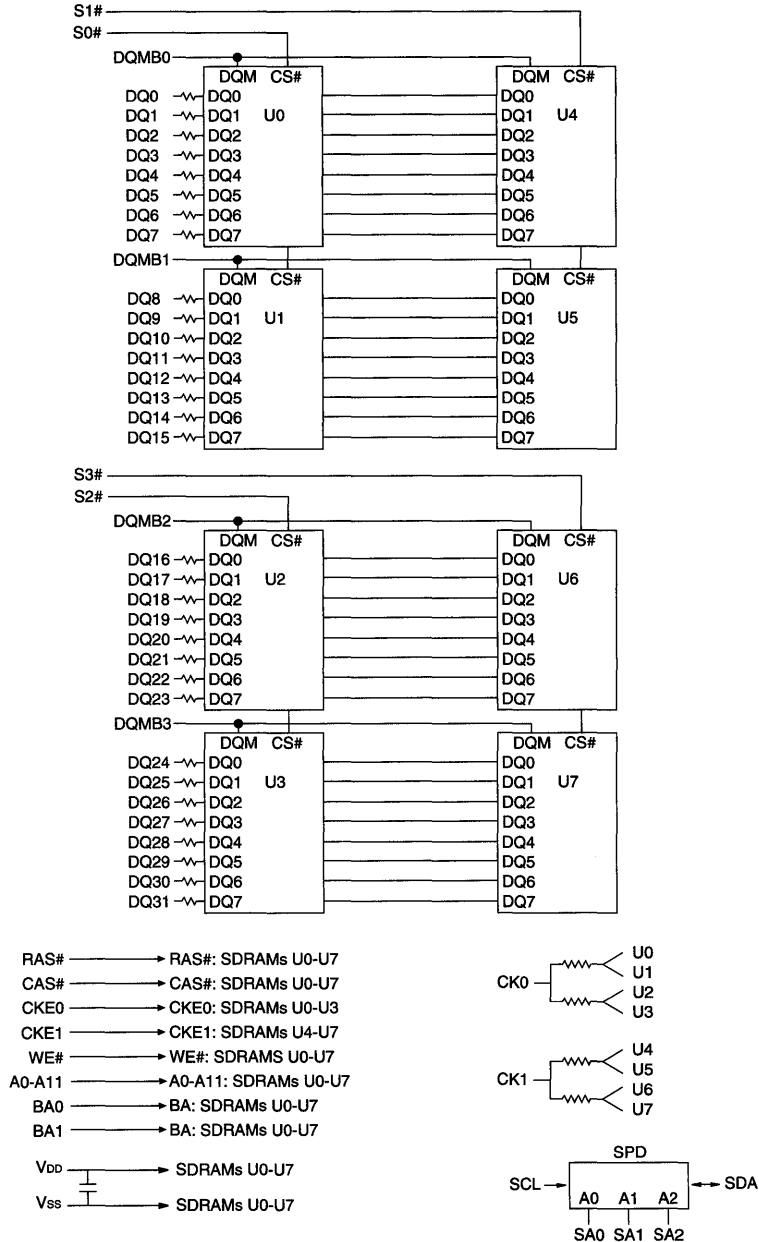 S1#
S0#
DQMB0
DQM CS# DQM CS#
DQ0 DQ0 DQ0
DQ1 DQ1 U0 DQ1 U4
DQ2 DQ2 DQ2
DQ3 DQ3 DQ3
DQ4 DQ4 DQ4
DQ5 DQ5 DQ5
DQ6 DQ6 DQ6
DQ7 DQ7 DQ7
DQMB1
DQM CS# DQM CS#
DQ8 DQ0 DQ0
DQ9 DQ1 U1 DQ1 U5
DQ10 DQ2 DQ2
DQ11 DQ3 DQ3
DQ12 DQ4 DQ4
DQ13 DQ5 DQ5
DQ14 DQ6 DQ6
DQ15 DQ7 DQ7
S3#
S2#
DQMB2
DQM CS# DQM CS#
DQ16 DQ0 DQ0
DQ17 DQ1 U2 DQ1 U6
DQ18 DQ2 DQ2
DQ19 DQ3 DQ3
DQ20 DQ4 DQ4
DQ21 DQ5 DQ5
DQ22 DQ6 DQ6
DQ23 DQ7 DQ7
DQMB3
DQM CS# DQM CS#
DQ24 DQ0 DQ0
DQ25 DQ1 U3 DQ1 U7
DQ26 DQ2 DQ2
DQ27 DQ3 DQ3
DQ28 DQ4 DQ4
DQ29 DQ5 DQ5
DQ30 DQ6 DQ6
DQ31 DQ7 DQ7
RAS# RAS#: SDRAMs U0-U7
CAS# CAS#: SDRAMs U0-U7
CKE0 CKE0: SDRAMs U0-U3
CKE1 CKE1: SDRAMs U4-U7
WE# WE#: SDRAMS U0-U7
A0-A11 A0-A11: SDRAMs U0-U7
BA0 BA: SDRAMs U0-U7
BA1 BA: SDRAMs U0-U7
VDD SDRAMs U0-U7
VSS SDRAMs U0-U7
CK0
U0
U1
U2
U3
CK1
U4
U5
U6
U7
SPD
SCL SDA
A0 A1 A2
SA0 SA1 SA2